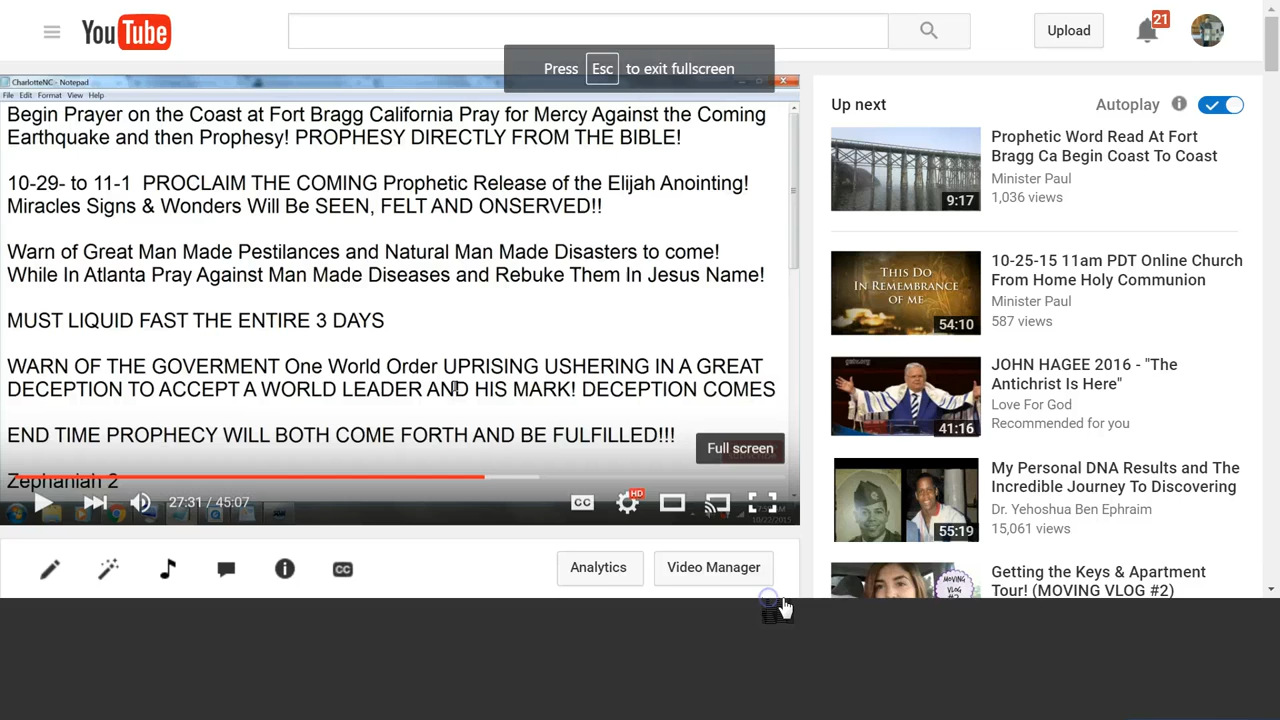 YouTube
Upload
21
Press Esc to exit fullscreen
CharlotteNC - Notepad
File Edit Format View Help
Begin Prayer on the Coast at Fort Bragg California Pray for Mercy Against the Coming
Earthquake and then Prophesy! PROPHESY DIRECTLY FROM THE BIBLE!
10-29- to 11-1 PROCLAIM THE COMING Prophetic Release of the Elijah Anointing!
Miracles Signs & Wonders Will Be SEEN, FELT AND ONSERVED!!
Warn of Great Man Made Pestilances and Natural Man Made Disasters to come!
While In Atlanta Pray Against Man Made Diseases and Rebuke Them In Jesus Name!
MUST LIQUID FAST THE ENTIRE 3 DAYS
WARN OF THE GOVERMENT One World Order UPRISING USHERING IN A GREAT
DECEPTION TO ACCEPT A WORLD LEADER AND HIS MARK! DECEPTION COMES
END TIME PROPHECY WILL BOTH COME FORTH AND BE FULFILLED!!!
Full screen
Zephaniah 2
27:31 / 45:07
CC
HD
10/22/2015
CC
Analytics
Video Manager
Up next
Autoplay
Prophetic Word Read At Fort
Bragg Ca Begin Coast To Coast
Minister Paul
1,036 views
9:17
THIS DO
IN REMEMBRANCE
OF ME
54:10
10-25-15 11am PDT Online Church
From Home Holy Communion
Minister Paul
587 views
41:16
JOHN HAGEE 2016 - "The
Antichrist Is Here"
Love For God
Recommended for you
55:19
My Personal DNA Results and The
Incredible Journey To Discovering
Dr. Yehoshua Ben Ephraim
15,061 views
MOVING
VLOG
Getting the Keys & Apartment
Tour! (MOVING VLOG #2)